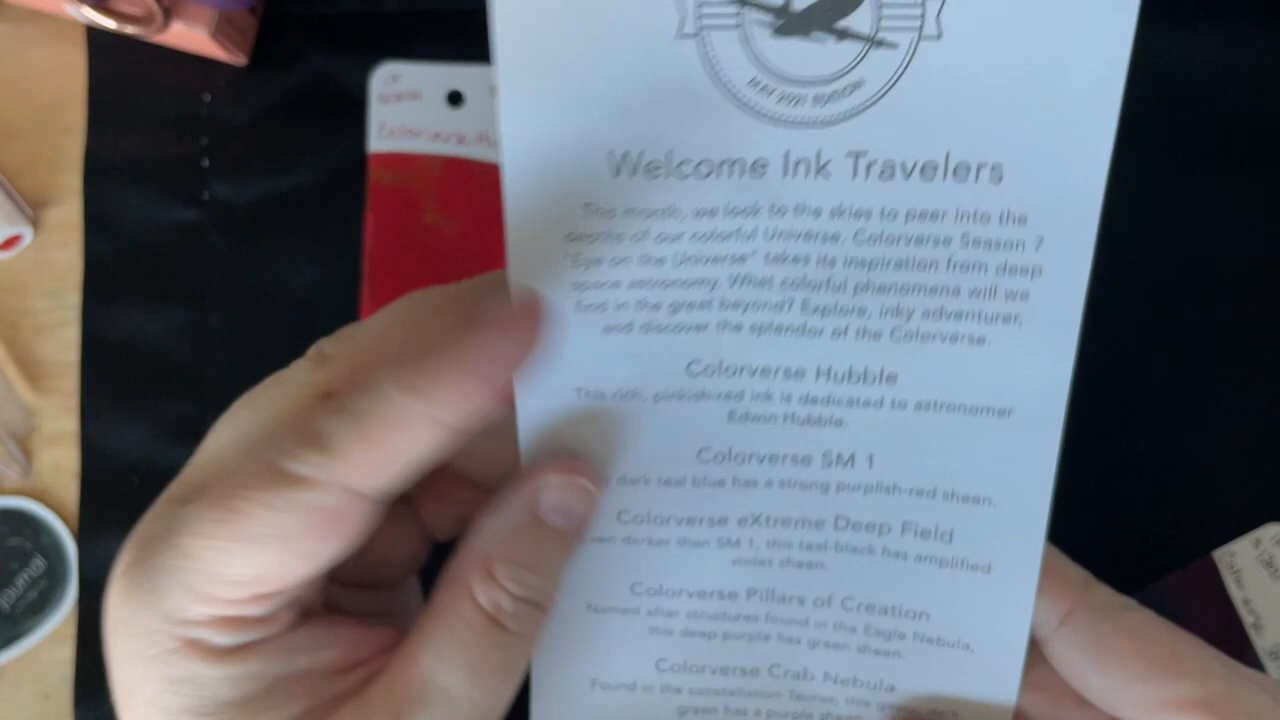 MAY 2021 EDITION
Welcome Ink Travelers
This month, we look to the skies to peer into the
depths of our colorful Universe. Colorverse Season 7
"Eye on the Universe" takes its inspiration from deep
space astronomy. What colorful phenomena will we
find in the great beyond? Explore, inky adventurer,
and discover the splendor of the Colorverse.
Colorverse Hubble
This rich, pinkish-red ink is dedicated to astronomer
Edwin Hubble.
Colorverse SM 1
dark teal blue has a strong purplish-red sheen.
Colorverse eXtreme Deep Field
darker than SM 1, this teal-black has amplified
violet sheen.
Colorverse Pillars of Creation
Named after structures found in the Eagle Nebula,
this deep purple has green sheen.
Colorverse Crab Nebula
Found in the constellation Taurus, this dark
green has a purple sheen
journal